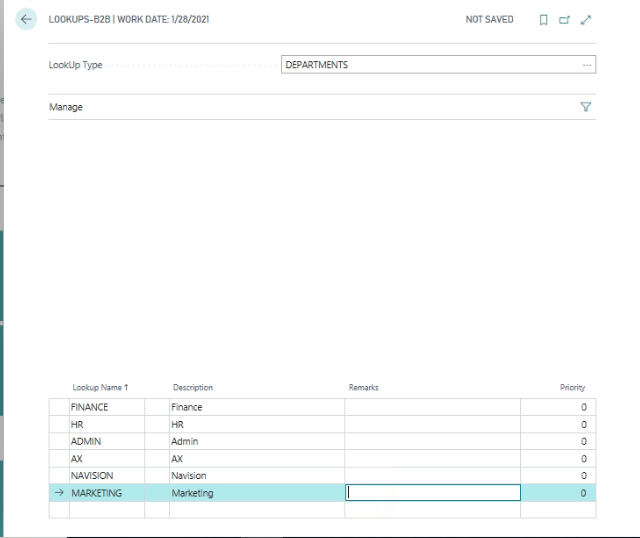 LOOKUPS-B2B | WORK DATE: 1/28/2021 NOT SAVED
LookUp Type DEPARTMENTS ...
Manage
Lookup Name ↑ Description Remarks Priority
FINANCE Finance 0
HR HR 0
ADMIN Admin 0
AX AX 0
NAVISION Navision 0
→ MARKETING Marketing 0